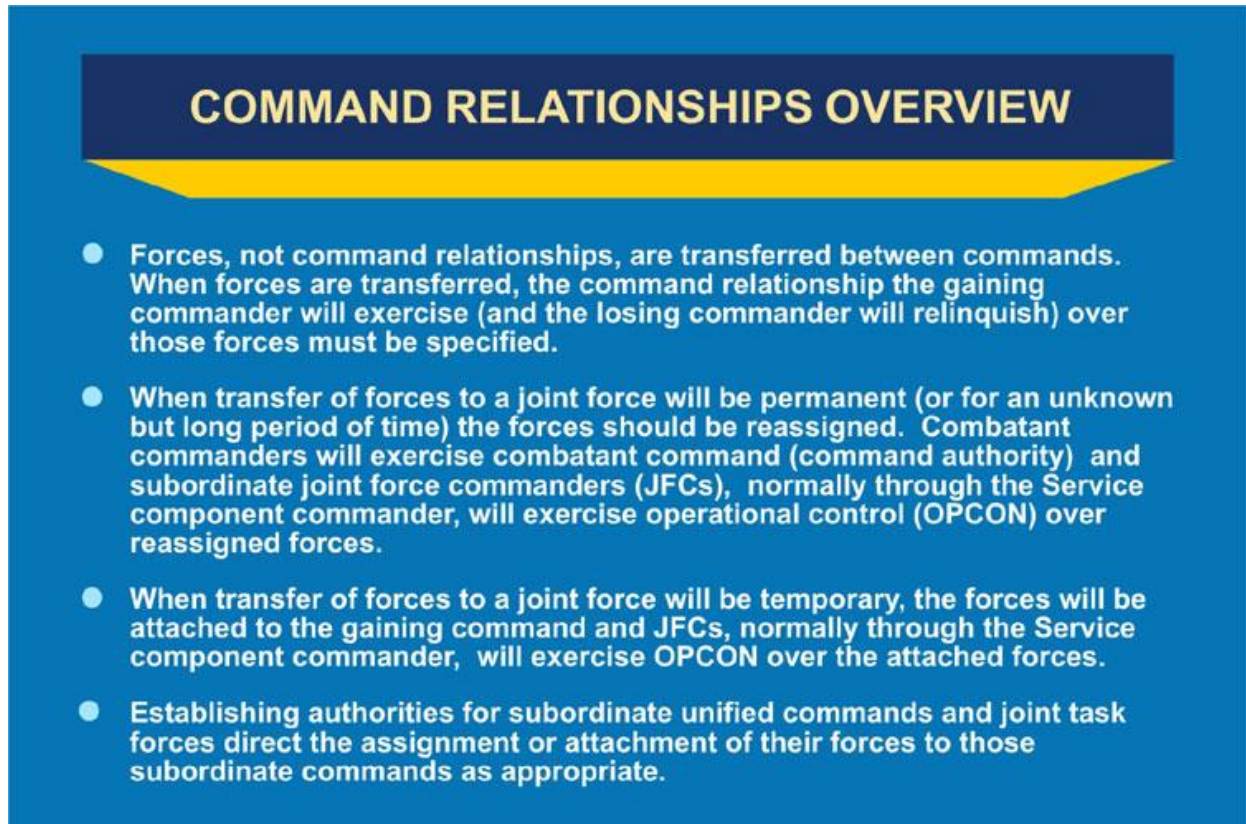 COMMAND RELATIONSHIPS OVERVIEW
Forces, not command relationships, are transferred between commands.
When forces are transferred, the command relationship the gaining
commander will exercise (and the losing commander will relinquish) over
those forces must be specified.
When transfer of forces to a joint force will be permanent (or for an unknown
but long period of time) the forces should be reassigned. Combatant
commanders will exercise combatant command (command authority) and
subordinate joint force commanders (JFCs), normally through the Service
component commander, will exercise operational control (OPCON) over
reassigned forces.
When transfer of forces to a joint force will be temporary, the forces will be
attached to the gaining command and JFCs, normally through the Service
component commander, will exercise OPCON over the attached forces.
Establishing authorities for subordinate unified commands and joint task
forces direct the assignment or attachment of their forces to those
subordinate commands as appropriate.